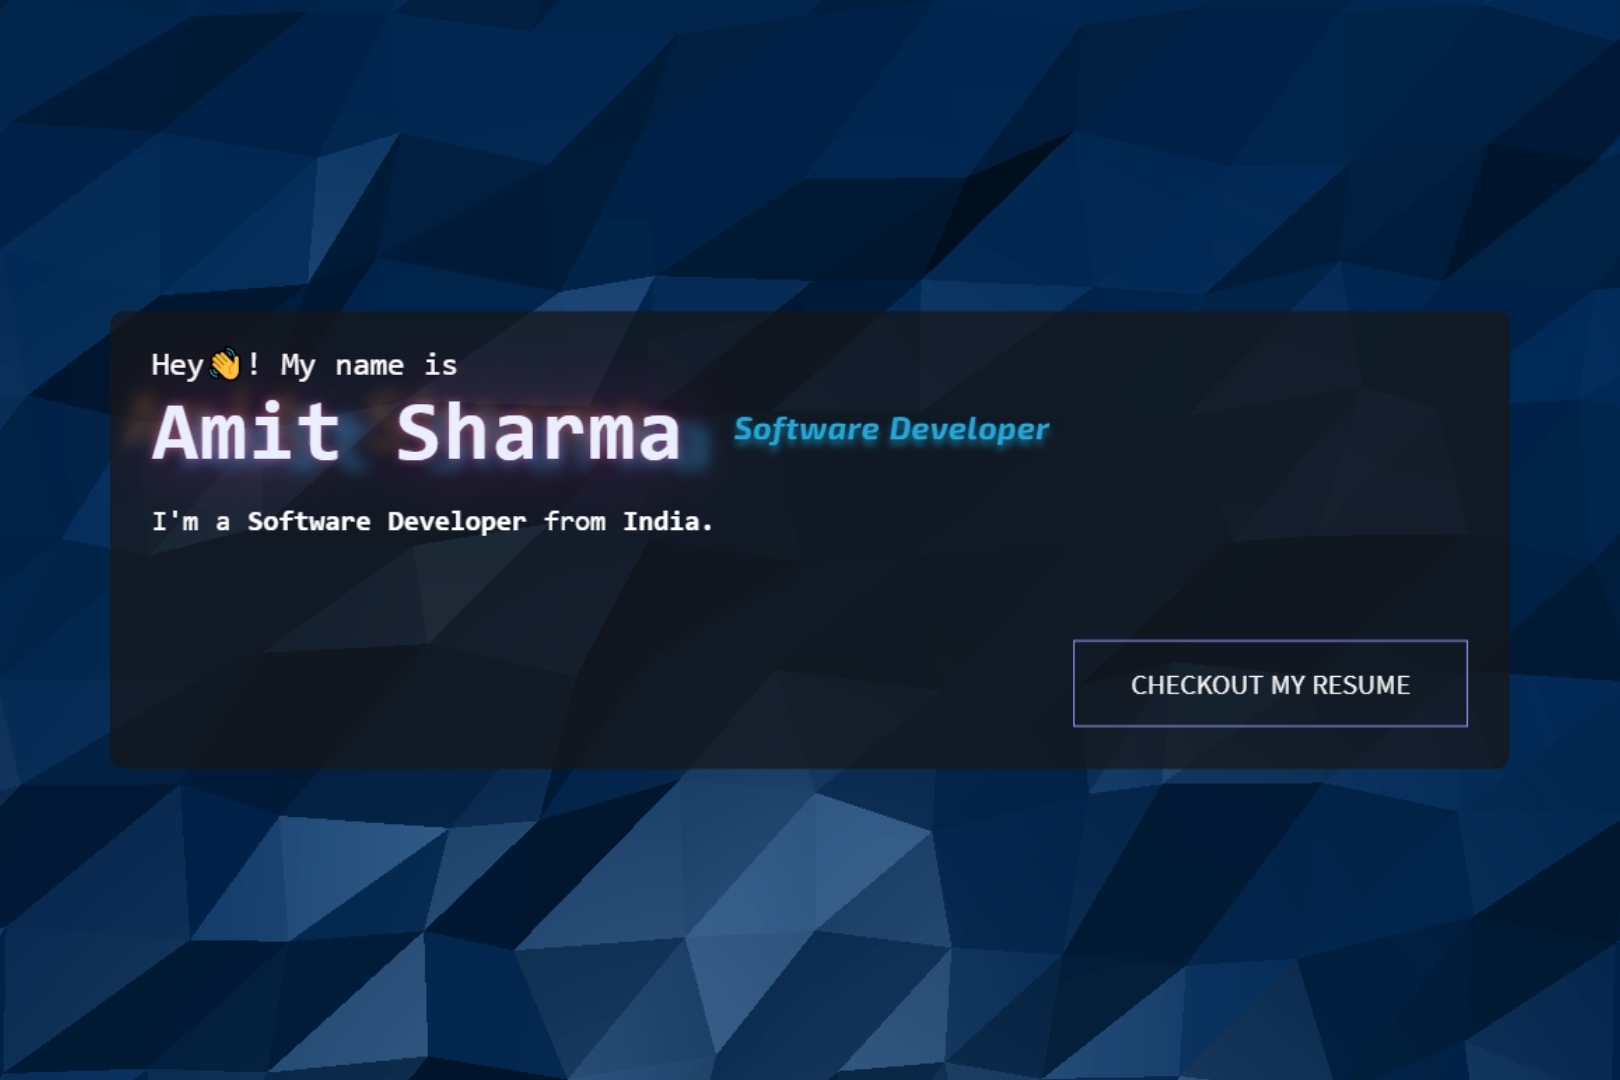 Hey👋! My name is
Amit Sharma Software Developer
I'm a Software Developer from India.
CHECKOUT MY RESUME